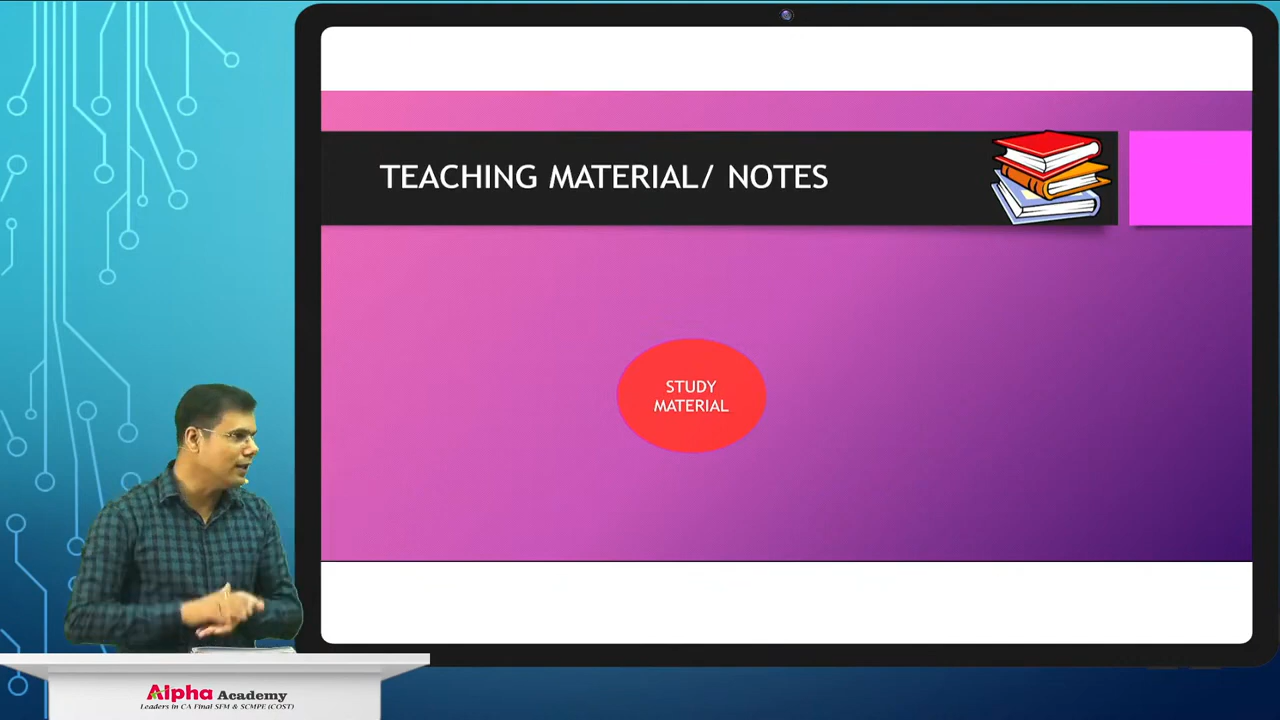 TEACHING MATERIAL/ NOTES
STUDY
MATERIAL
Alpha Academy
Leaders in CA Final SFM & SCMPE (COST)